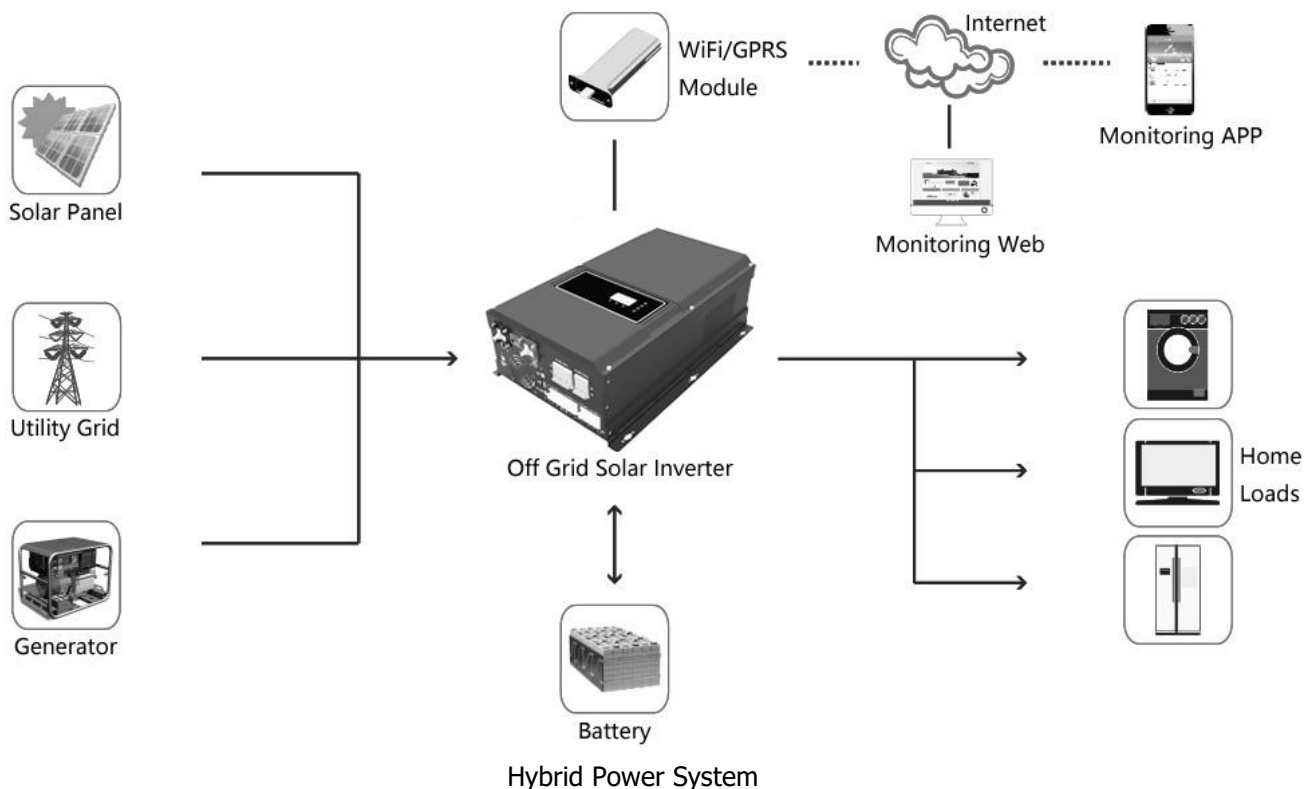 Internet
WiFi/GPRS
Module
Monitoring APP
Solar Panel
Monitoring Web
Utility Grid
Off Grid Solar Inverter
Home
Loads
Generator
Battery
Hybrid Power System